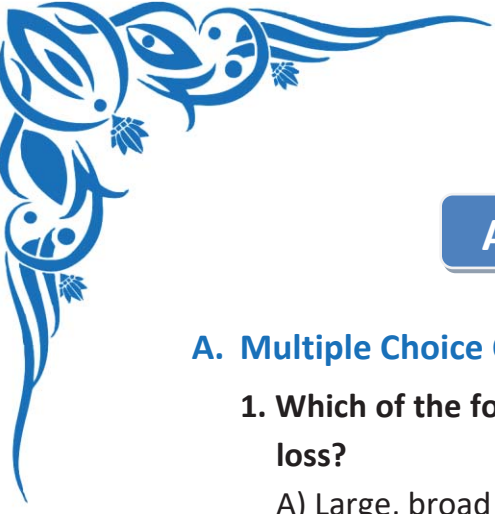 A
A. Multiple Choice
1. Which of the fo
loss?
A) Large, broad